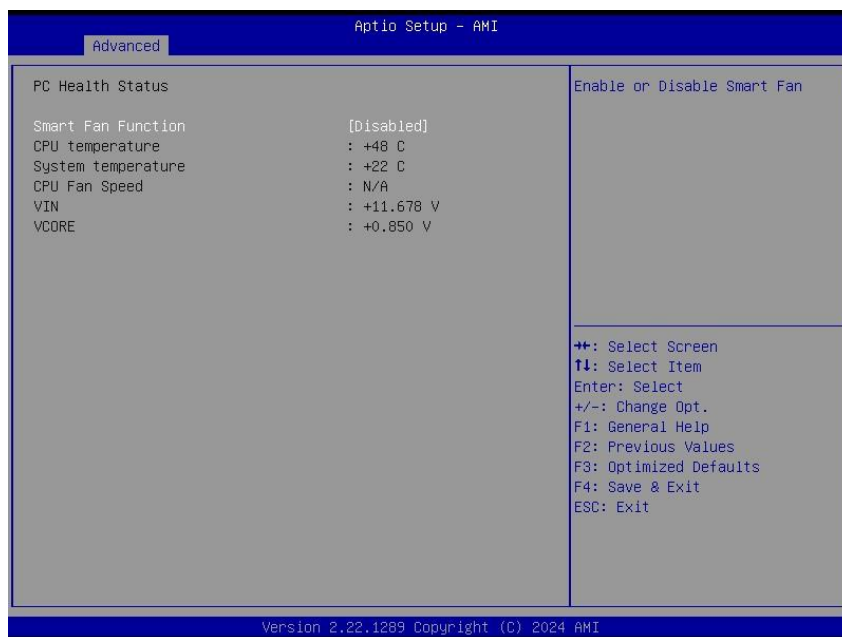 Aptio Setup - AMI
Advanced
PC Health Status
Smart Fan Function [Disabled]
CPU temperature : +48 C
System temperature : +22 C
CPU Fan Speed : N/A
VIN : +11.678 V
VCORE : +0.850 V
Enable or Disable Smart Fan
→←: Select Screen
↑↓: Select Item
Enter: Select
+/-: Change Opt.
F1: General Help
F2: Previous Values
F3: Optimized Defaults
F4: Save & Exit
ESC: Exit
Version 2.22.1289 Copyright (C) 2024 AMI